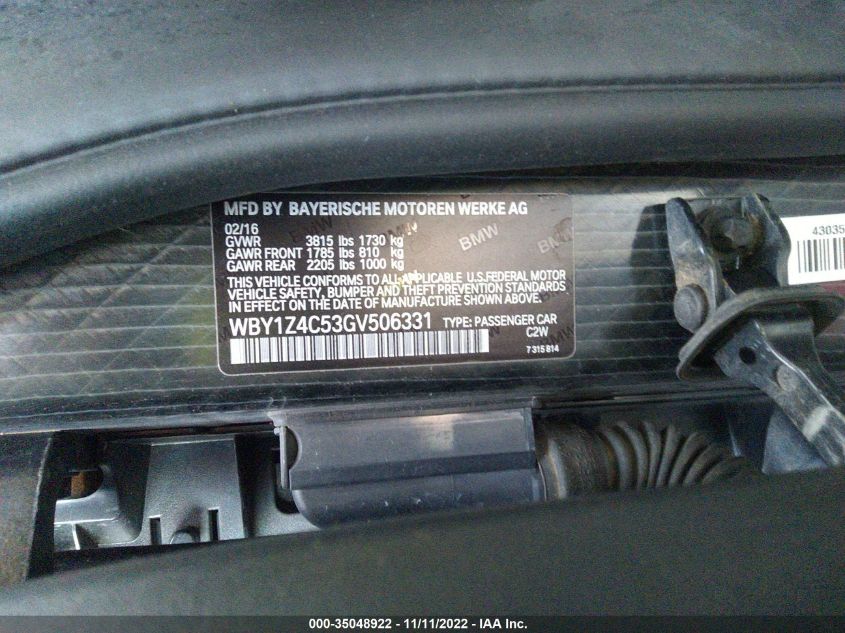 MFD BY BAYERISCHE MOTOREN WERKE AG
02/16
GVWR 3815 lbs 1730 kg
GAWR FRONT 1785 lbs 810 kg
GAWR REAR 2205 lbs 1000 kg
BMW
BMW
THIS VEHICLE CONFORMS TO ALL APPLICABLE U.S.FEDERAL MOTOR
VEHICLE SAFETY, BUMPER AND THEFT PREVENTION STANDARDS
IN EFFECT ON THE DATE OF MANUFACTURE SHOWN ABOVE.
WBY1Z4C53GV506331 TYPE: PASSENGER CAR
C2W
7 315 814
43035
000-35048922 - 11/11/2022 - IAA Inc.